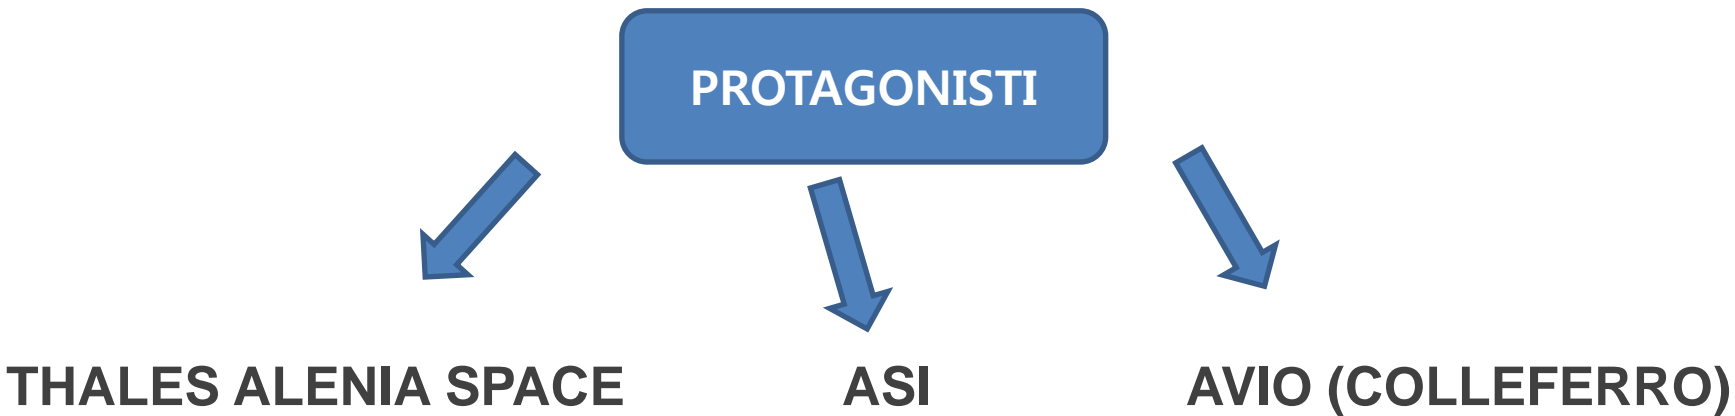 PROTAGONISTI
THALES ALENIA SPACE
ASI
AVIO (COLLEFERRO)